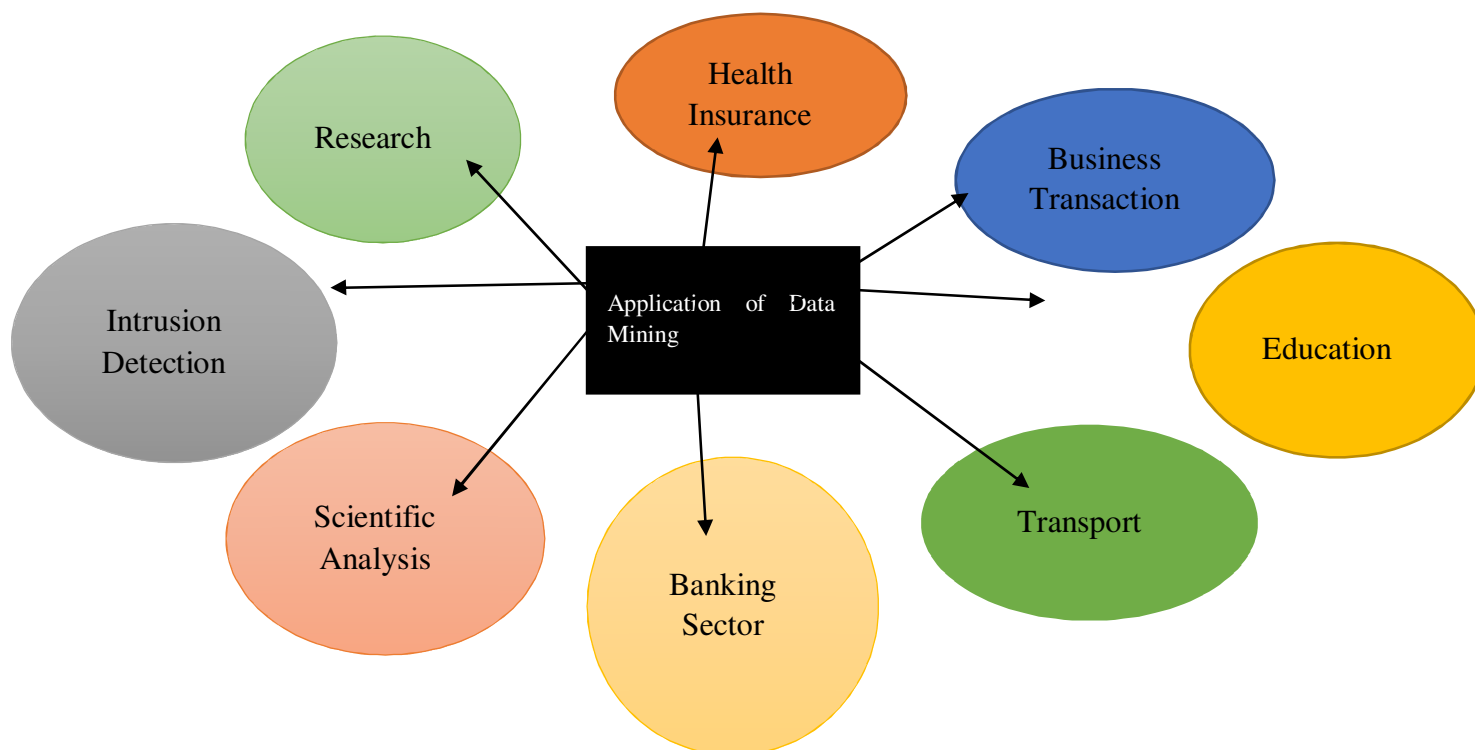 Health
Insurance
Research
Business
Transaction
Application of Data
Mining
Intrusion
Detection
Education
Scientific
Analysis
Transport
Banking
Sector